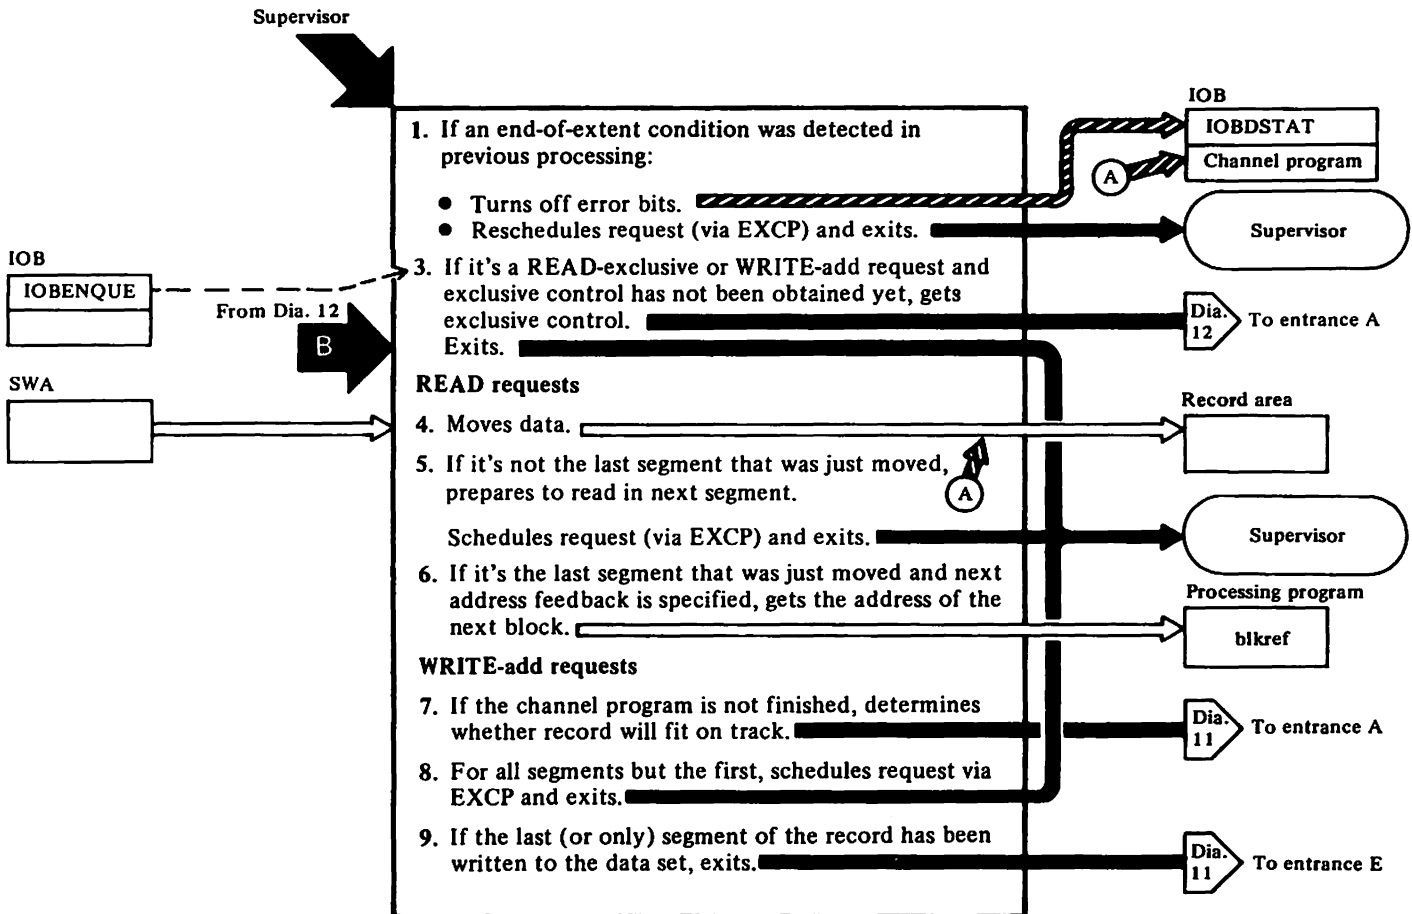 Supervisor
IOB
1. If an end-of-extent condition was detected in
previous processing:
IOBDSTAT
Channel program
A
● Turns off error bits.
● Reschedules request (via EXCP) and exits.
Supervisor
IOB
IOBENQUE
3. If it's a READ-exclusive or WRITE-add request and
exclusive control has not been obtained yet, gets
exclusive control.
Dia.
12
To entrance A
From Dia. 12
B
Exits.
SWA
READ requests
Record area
4. Moves data.
5. If it's not the last segment that was just moved,
prepares to read in next segment.
A
Schedules request (via EXCP) and exits.
Supervisor
6. If it's the last segment that was just moved and next
address feedback is specified, gets the address of the
next block.
Processing program
blkref
WRITE-add requests
7. If the channel program is not finished, determines
whether record will fit on track.
Dia.
11
To entrance A
8. For all segments but the first, schedules request via
EXCP and exits.
9. If the last (or only) segment of the record has been
written to the data set, exits.
Dia.
11
To entrance E